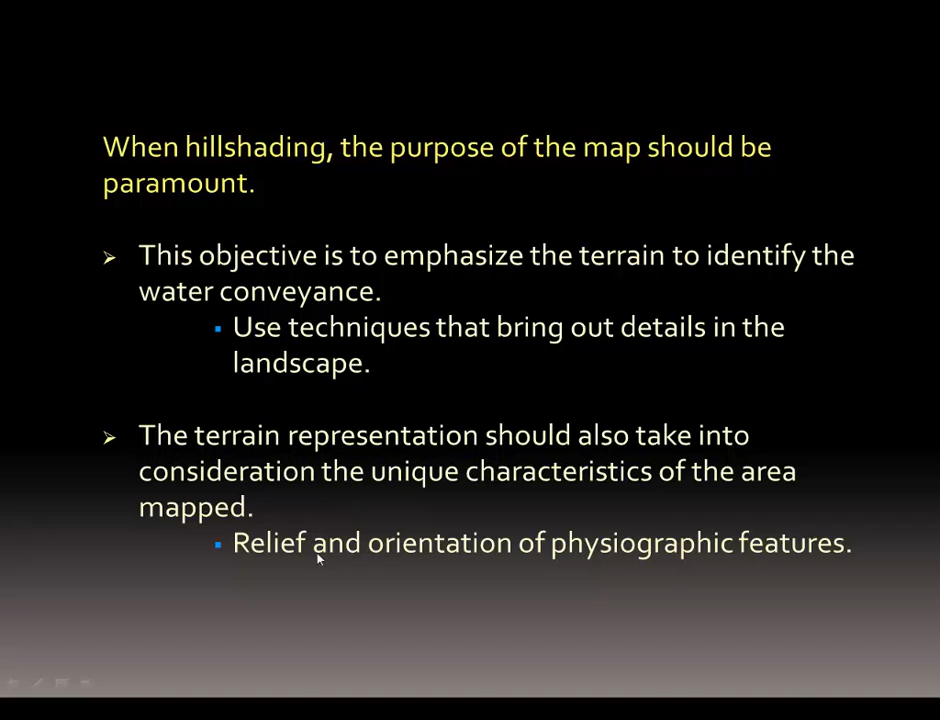 When hillshading, the purpose of the map should be
paramount.
➢ This objective is to emphasize the terrain to identify the
water conveyance.
▪ Use techniques that bring out details in the
landscape.
➢ The terrain representation should also take into
consideration the unique characteristics of the area
mapped.
▪ Relief and orientation of physiographic features.